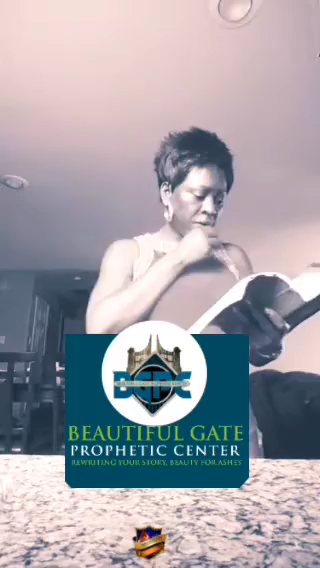 BEAUTIFUL GATE
PROPHETIC CENTER
REWRITING YOUR STORY, BEAUTY FOR ASHES